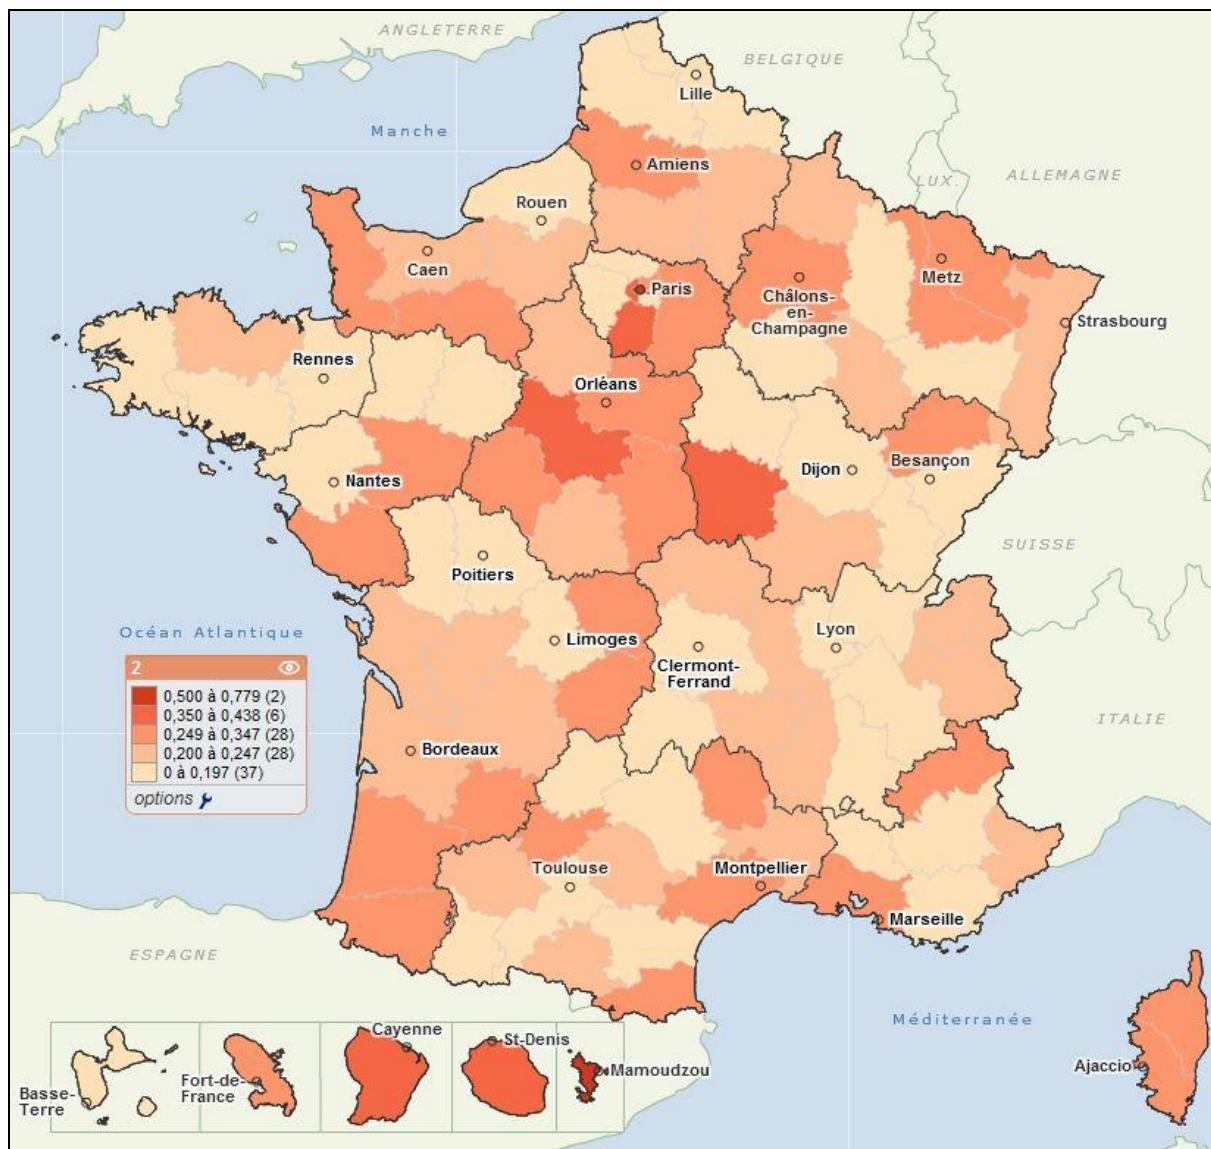 ANGLETERRE
BELGIQUE
Lille
Manche
Amiens
LUX.
ALLEMAGNE
Rouen
Caen
Metz
Paris
Châlons-
en-
Champagne
Strasbourg
Rennes
Orléans
Dijon
Besançon
Nantes
SUISSE
Poitiers
Océan Atlantique
Limoges
Lyon
Clermont-
Ferrand
2
0,500 à 0,779 (2)
0,350 à 0,438 (6)
0,249 à 0,347 (28)
0,200 à 0,247 (28)
0 à 0,197 (37)
options
ITALIE
Bordeaux
Toulouse
Montpellier
Marseille
ESPAGNE
Méditerranée
Ajaccio
Basse-
Terre
Fort-de-
France
Cayenne
St-Denis
Mamoudzou